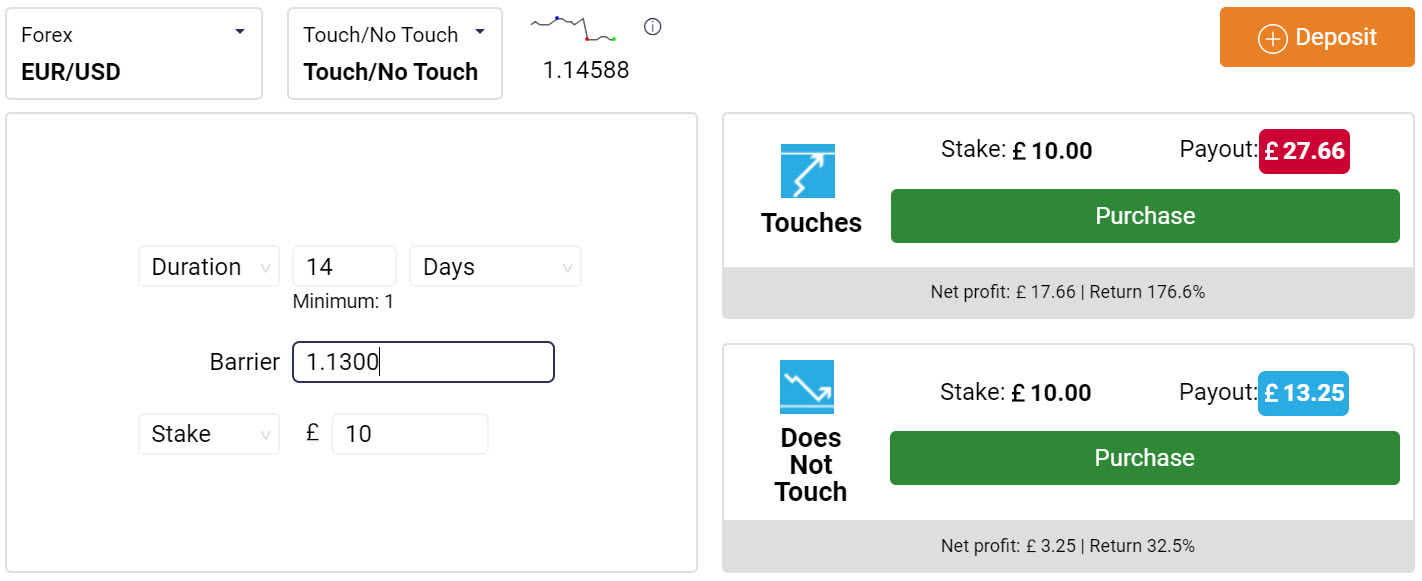 Forex
EUR/USD
Touch/No Touch
Touch/No Touch
1.14588
Deposit
Duration 14 Days
Minimum: 1
Barrier 1.1300
Stake £ 10
Stake: £ 10.00 Payout: £ 27.66
Touches
Purchase
Net profit: £ 17.66 | Return 176.6%
Stake: £ 10.00 Payout: £ 13.25
Does
Not
Touch
Purchase
Net profit: £ 3.25 | Return 32.5%